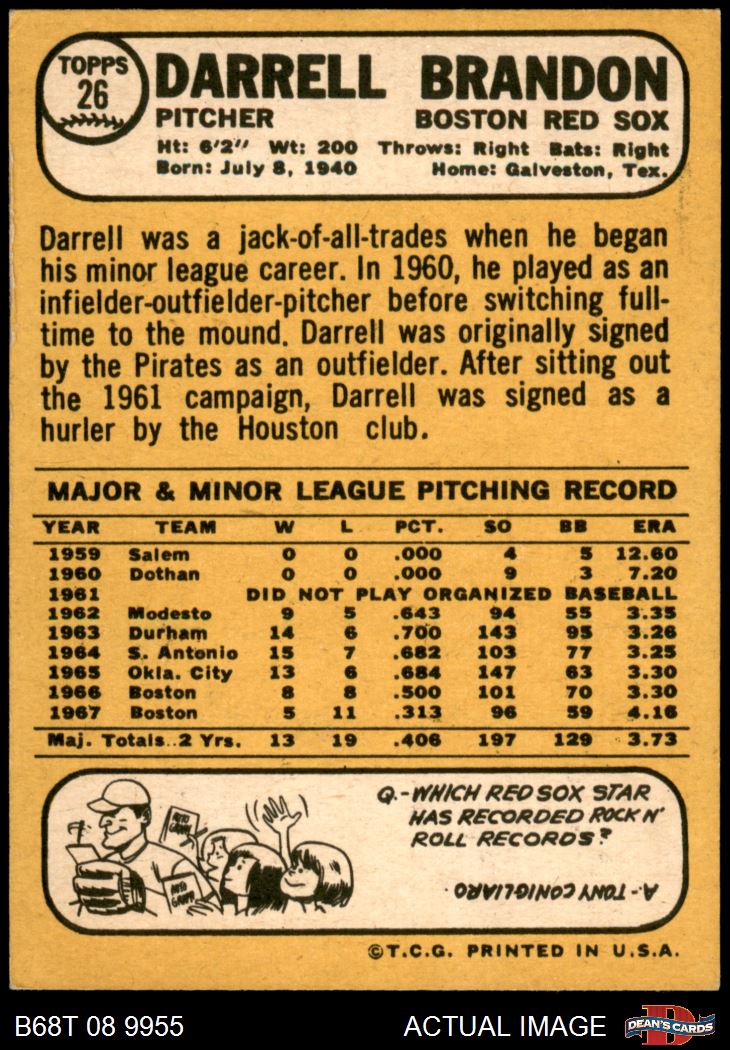 TOPPS
26
DARRELL BRANDON
PITCHER BOSTON RED SOX
Ht: 6'2" Wt: 200 Throws: Right Bats: Right
Born: July 8, 1940 Home: Galveston, Tex.
Darrell was a jack-of-all-trades when he began
his minor league career. In 1960, he played as an
infielder-outfielder-pitcher before switching full-
time to the mound. Darrell was originally signed
by the Pirates as an outfielder. After sitting out
the 1961 campaign, Darrell was signed as a
hurler by the Houston club.
MAJOR & MINOR LEAGUE PITCHING RECORD
YEAR TEAM W L PCT. SO BB ERA
1959 Salem 0 0 .000 4 5 12.60
1960 Dothan 0 0 .000 9 3 7.20
1961 DID NOT PLAY ORGANIZED BASEBALL
1962 Modesto 9 5 .643 94 55 3.35
1963 Durham 14 6 .700 143 95 3.26
1964 S. Antonio 15 7 .682 103 77 3.25
1965 Okla. City 13 6 .684 147 63 3.30
1966 Boston 8 8 .500 101 70 3.30
1967 Boston 5 11 .313 96 59 4.16
Maj. Totals..2 Yrs. 13 19 .406 197 129 3.73
Q.-WHICH RED SOX STAR
HAS RECORDED ROCK N'
ROLL RECORDS?
A.- TONY CONIGLIARO.
AUTO
GRAPH
AUTO
GRAPH
©T.C.G. PRINTED IN U.S.A.
B68T 08 9955 ACTUAL IMAGE
D
DEAN'S CARDS